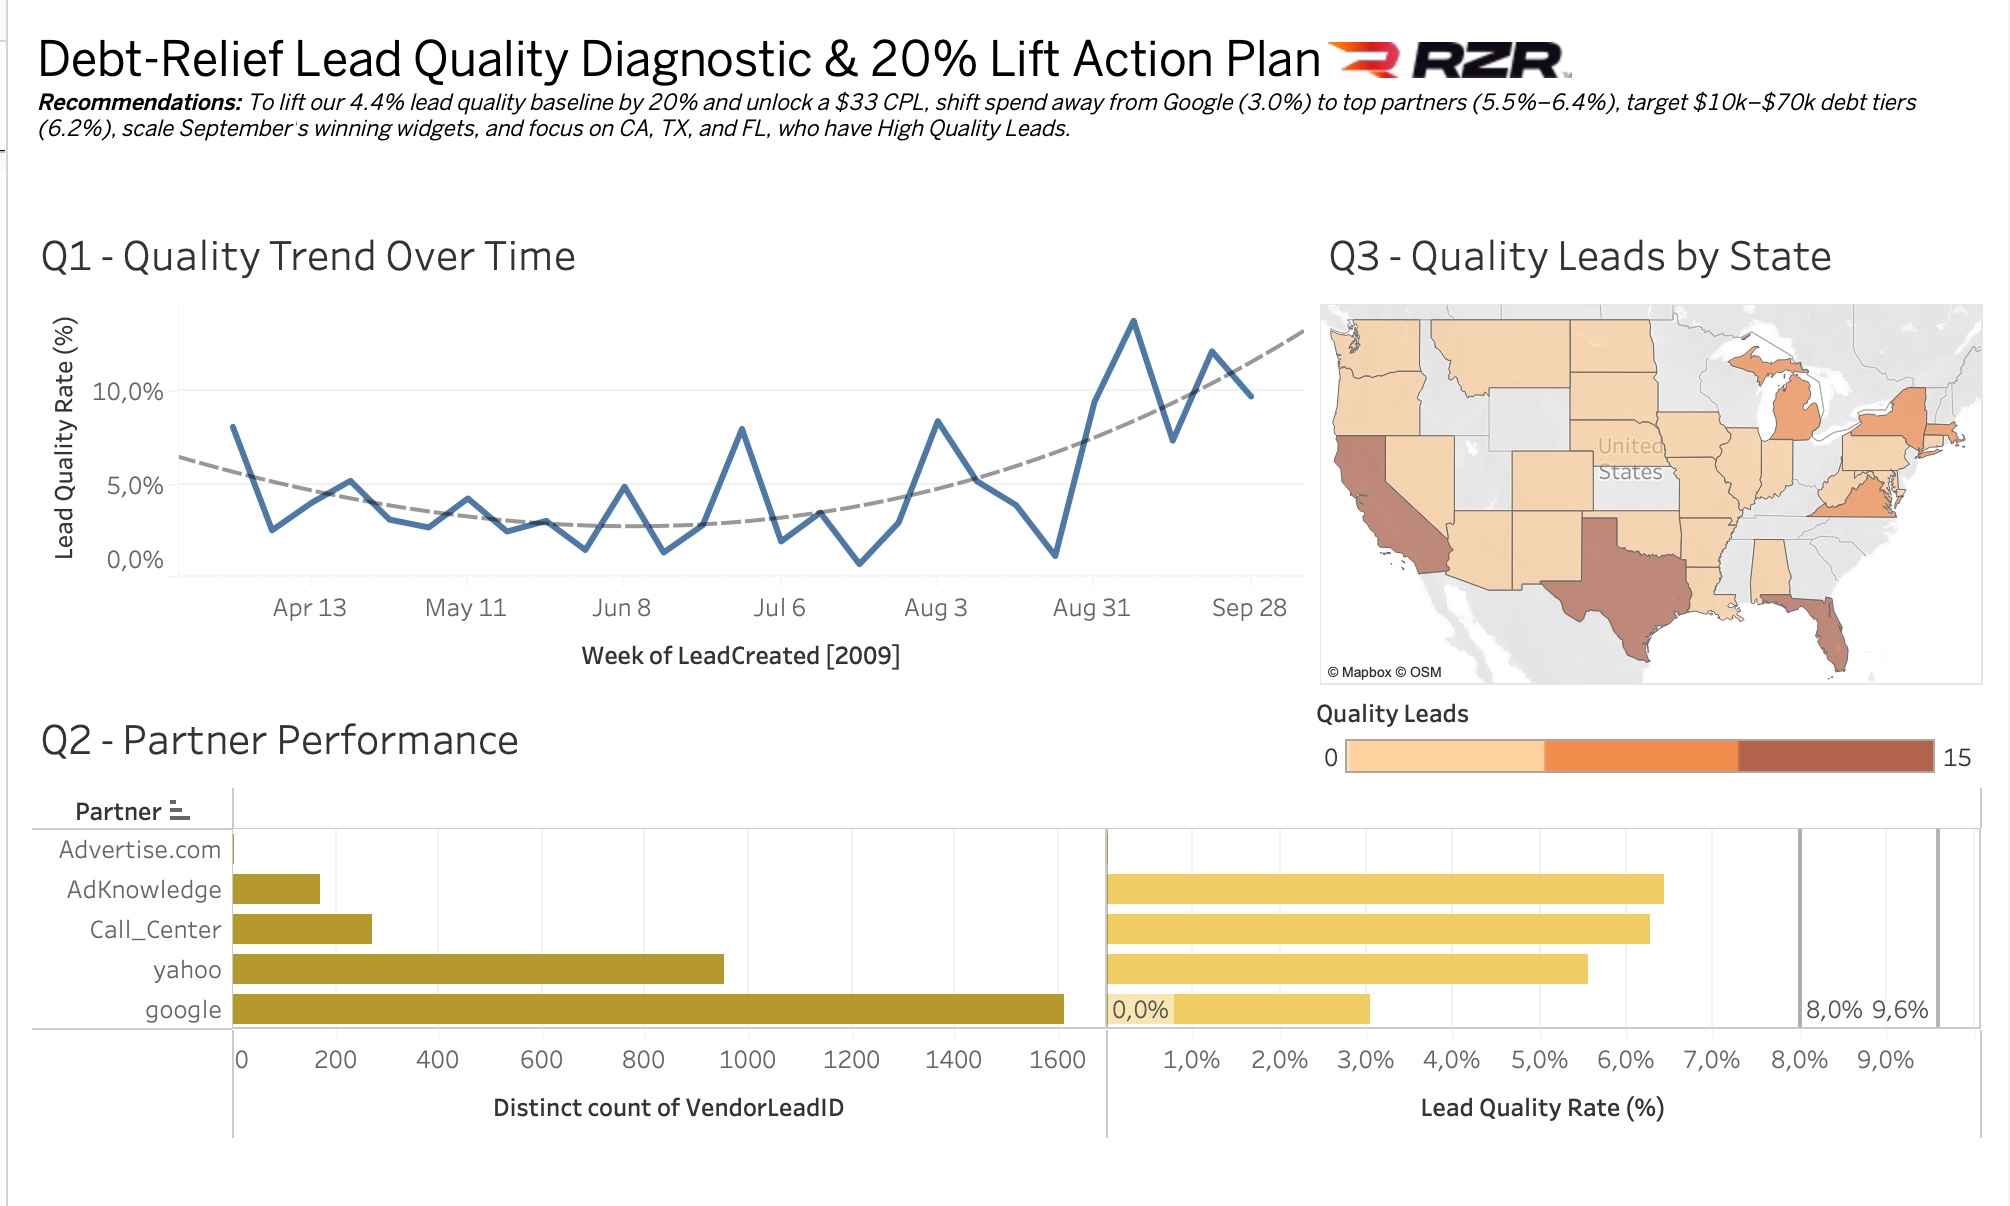 Debt-Relief Lead Quality Diagnostic & 20% Lift Action Plan RZR
Recommendations: To lift our 4.4% lead quality baseline by 20% and unlock a $33 CPL, shift spend away from Google (3.0%) to top partners (5.5%–6.4%), target $10k–$70k debt tiers
(6.2%), scale September's winning widgets, and focus on CA, TX, and FL, who have High Quality Leads.
Q1 - Quality Trend Over Time
Lead Quality Rate (%)
10,0%
5,0%
0,0%
Apr 13 May 11 Jun 8 Jul 6 Aug 3 Aug 31 Sep 28
Week of LeadCreated [2009]
Q3 - Quality Leads by State
United
States
© Mapbox © OSM
Quality Leads
0 15
Q2 - Partner Performance
Partner
Advertise.com
AdKnowledge
Call_Center
yahoo
google
0,0% 8,0% 9,6%
0 200 400 600 800 1000 1200 1400 1600
1,0% 2,0% 3,0% 4,0% 5,0% 6,0% 7,0% 8,0% 9,0%
Distinct count of VendorLeadID
Lead Quality Rate (%)